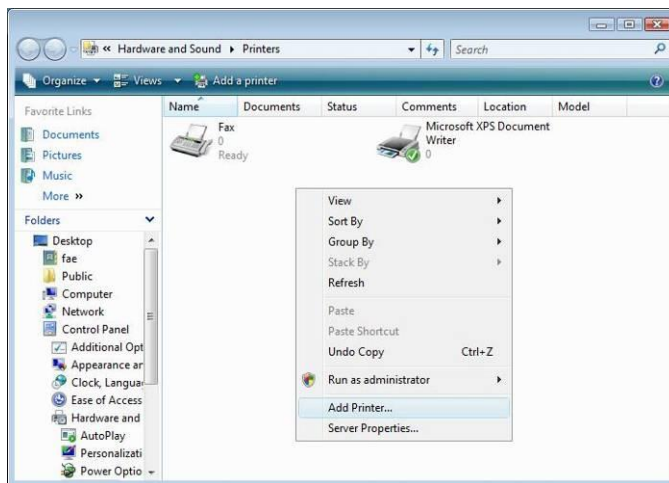 « Hardware and Sound ▸ Printers
Search
Organize Views Add a printer
Favorite Links
Documents
Pictures
Music
More »
Folders
Desktop
fae
Public
Computer
Network
Control Panel
Additional Opt
Appearance ar
Clock, Languag
Ease of Access
Hardware and
AutoPlay
Personalizati
Power Optio
Name Documents Status Comments Location Model
Fax
0
Ready
Microsoft XPS Document
Writer
0
View
Sort By
Group By
Stack By
Refresh
Paste
Paste Shortcut
Undo Copy Ctrl+Z
Run as administrator
Add Printer...
Server Properties...